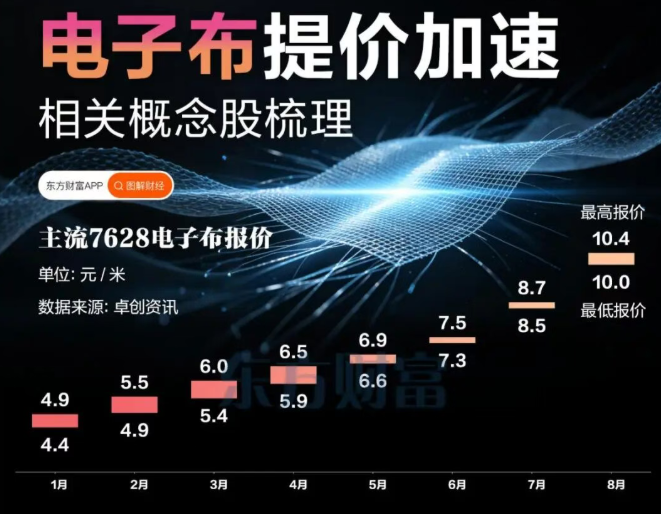 电子布提价加速
相关概念股梳理
东方财富APP 图解财经
主流7628电子布报价
单位: 元 / 米
数据来源: 卓创资讯
最高报价
10.4
10.0
最低报价
8.7
8.5
7.5
7.3
6.9
6.6
6.5
5.9
6.0
5.4
5.5
4.9
4.9
4.4
东方财富
1月 2月 3月 4月 5月 6月 7月 8月